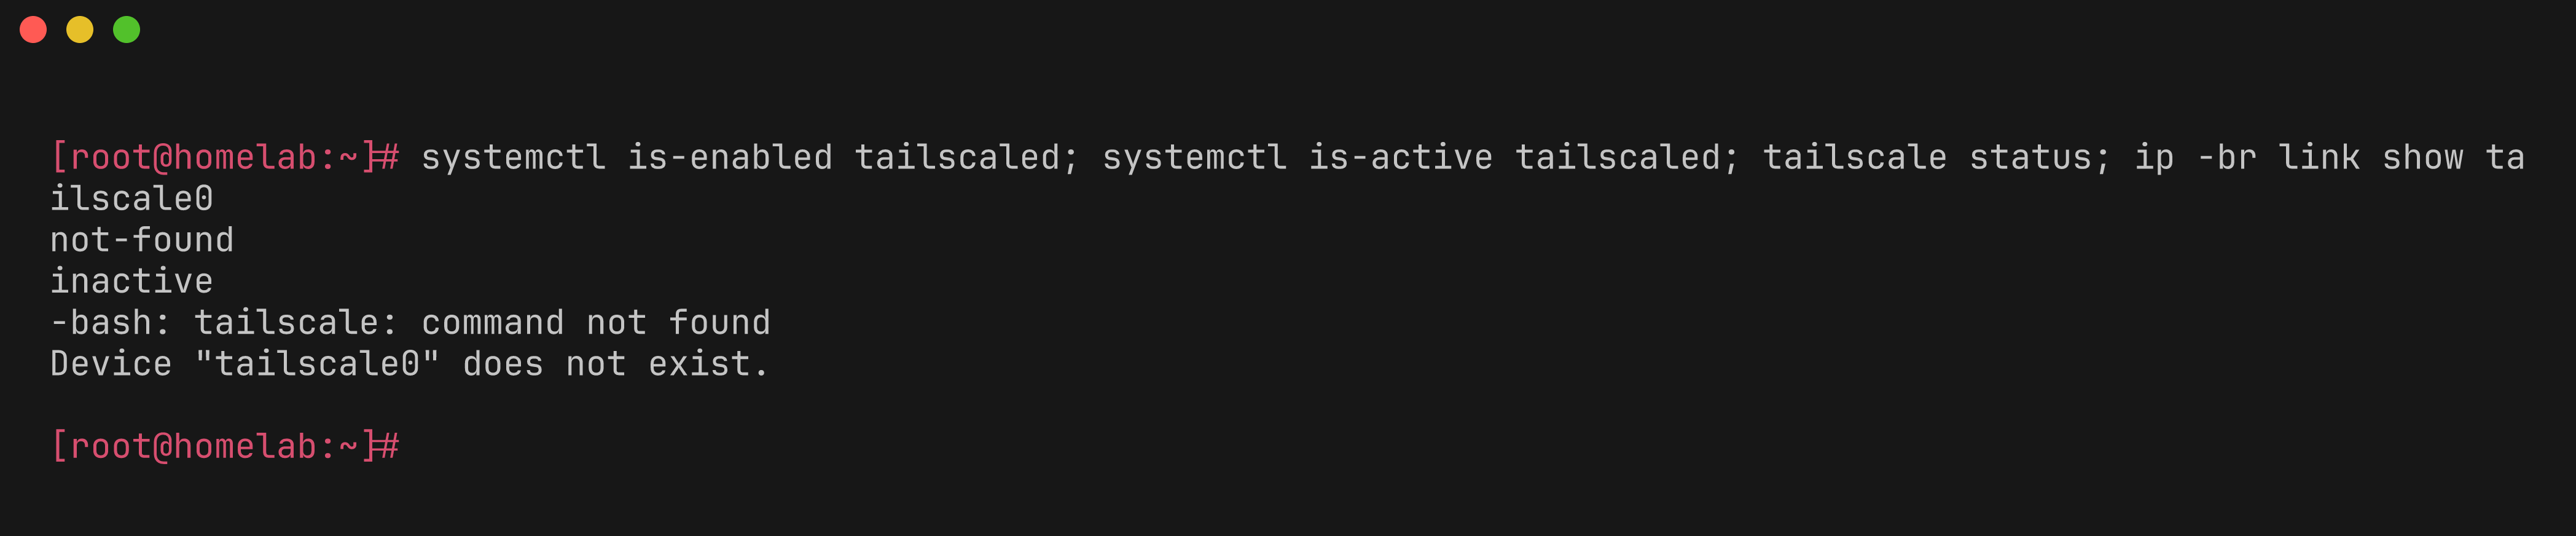 [root@homelab:~]# systemctl is-enabled tailscaled; systemctl is-active tailscaled; tailscale status; ip -br link show ta
ilscale0
not-found
inactive
-bash: tailscale: command not found
Device "tailscale0" does not exist.
[root@homelab:~]#